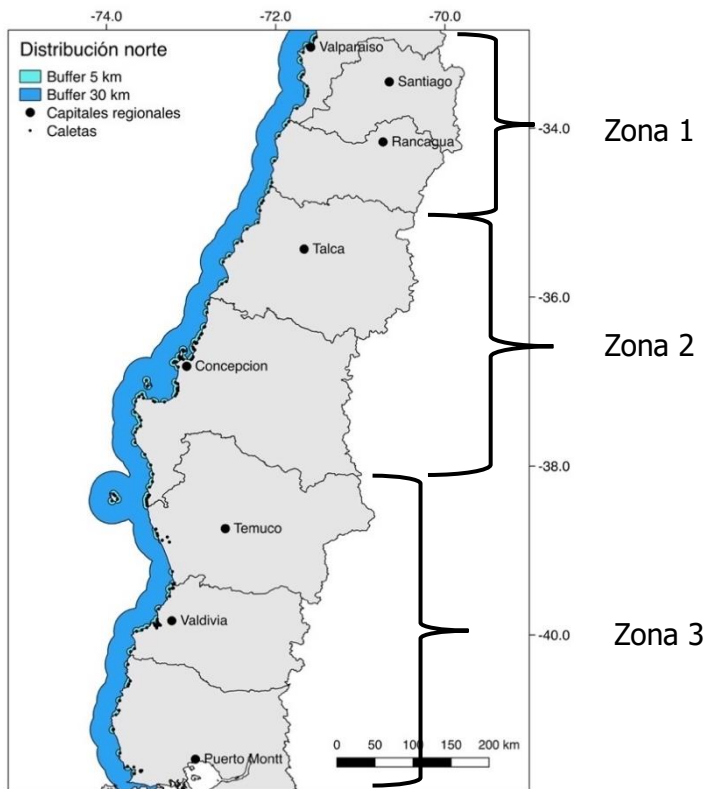 -74.0
-72.0
-70.0
Distribución norte
Buffer 5 km
Buffer 30 km
Capitales regionales
Caletas
Valparaiso
Santiago
-34.0
Zona 1
Rancagua
Talca
-36.0
Zona 2
Concepcion
-38.0
Temuco
Valdivia
-40.0
Zona 3
Puerto Montt
0 50 100 150 200 km